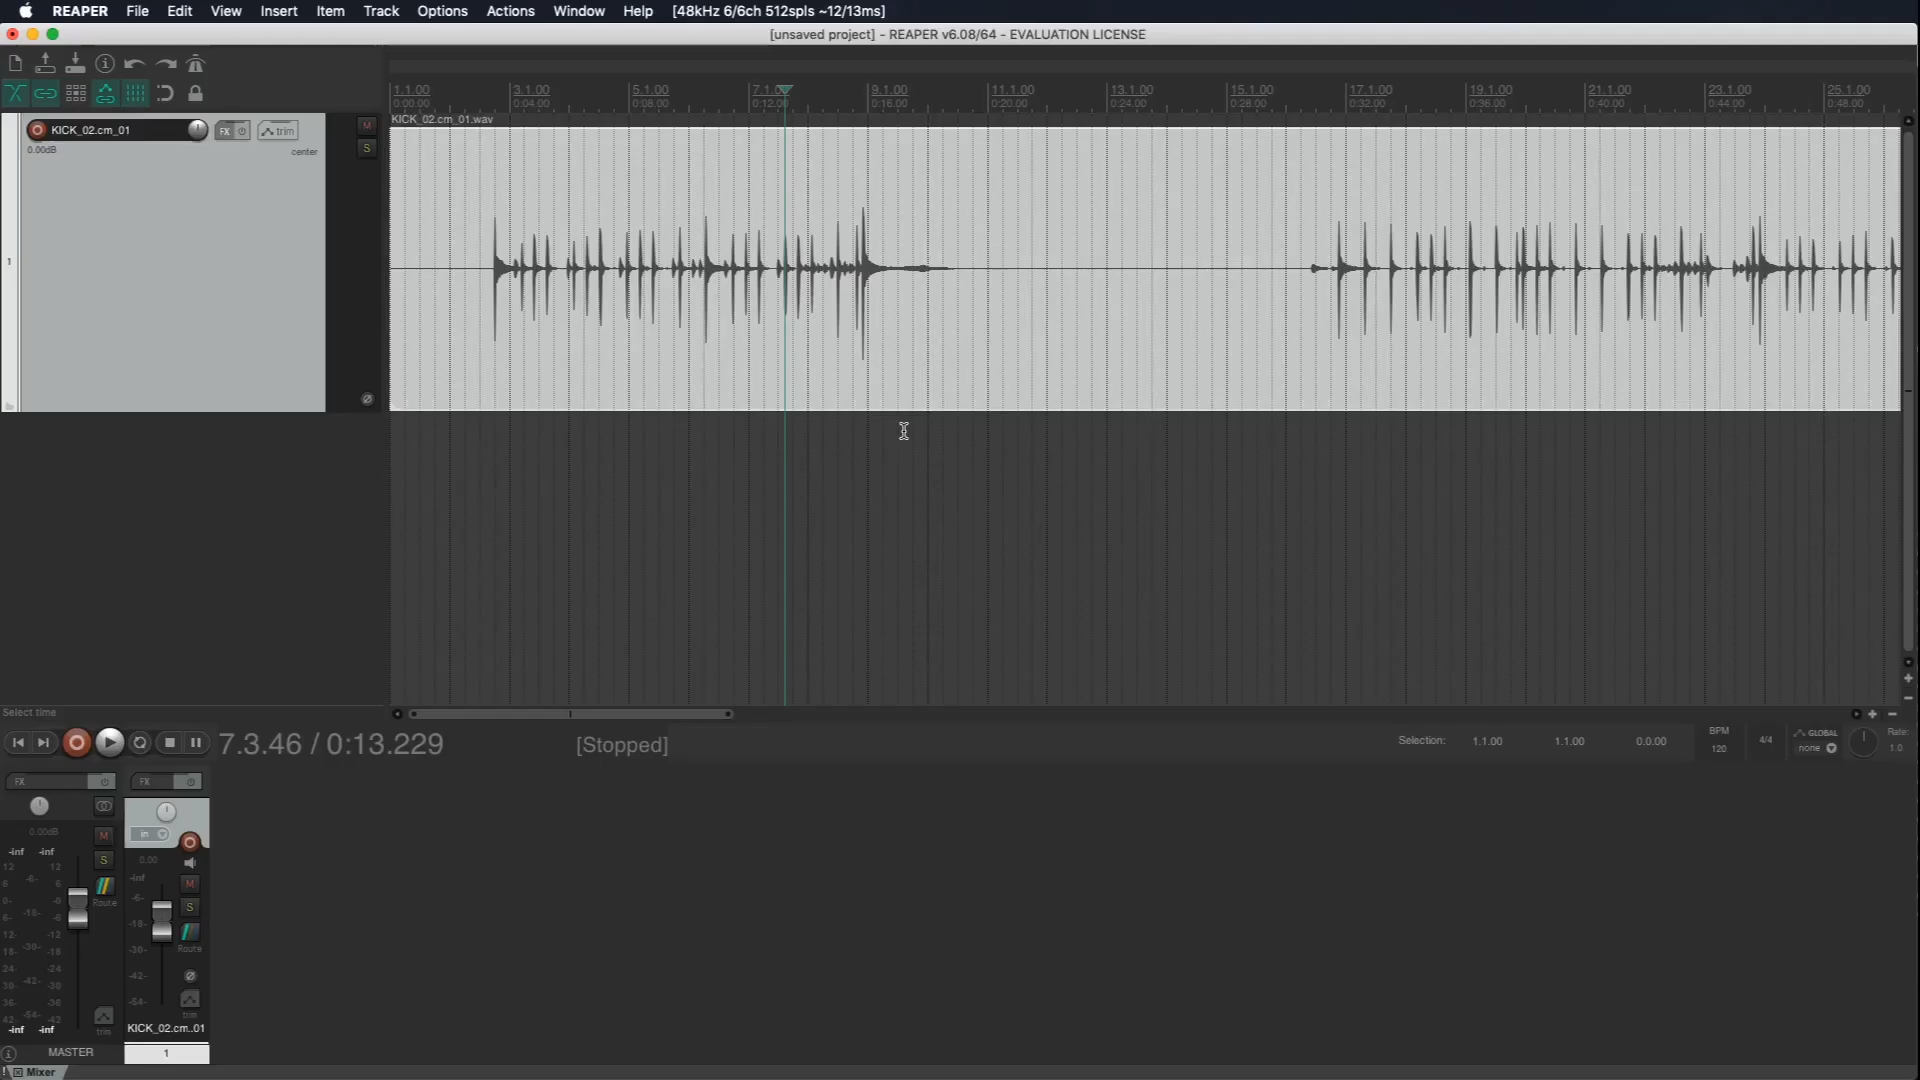 REAPER File Edit View Insert Item Track Options Actions Window Help [48kHz 6/6ch 512spls ~12/13ms]
[unsaved project] - REAPER v6.08/64 - EVALUATION LICENSE
1.1.00 3.1.00 5.1.00 7.1.00 9.1.00 11.1.00 13.1.00 15.1.00 17.1.00 19.1.00 21.1.00 23.1.00 25.1.00
0:00.00 0:04.00 0:08.00 0:12.00 0:16.00 0:20.00 0:24.00 0:28.00 0:32.00 0:36.00 0:40.00 0:44.00 0:48.00
KICK_02.cm_01.wav
KICK_02.cm_01 FX trim M
0.00dB center S
1
Select time
7.3.46 / 0:13.229 [Stopped] Selection: 1.1.00 1.1.00 0.0.00 BPM 120 4/4 GLOBAL none Rate: 1.0
FX FX
in
0.00dB M 0.00
-inf -inf S -inf M
12 -6- 12 -6- S
6 6
0- -0
6- -18- -6 Route -18- Route
12- -12
18- -30- -18 -30-
24- -24
30- -42- -30 -42-
36- -36
42- -54- -42 -54-
-inf -inf trim trim
KICK_02.cm..01
MASTER 1
Mixer